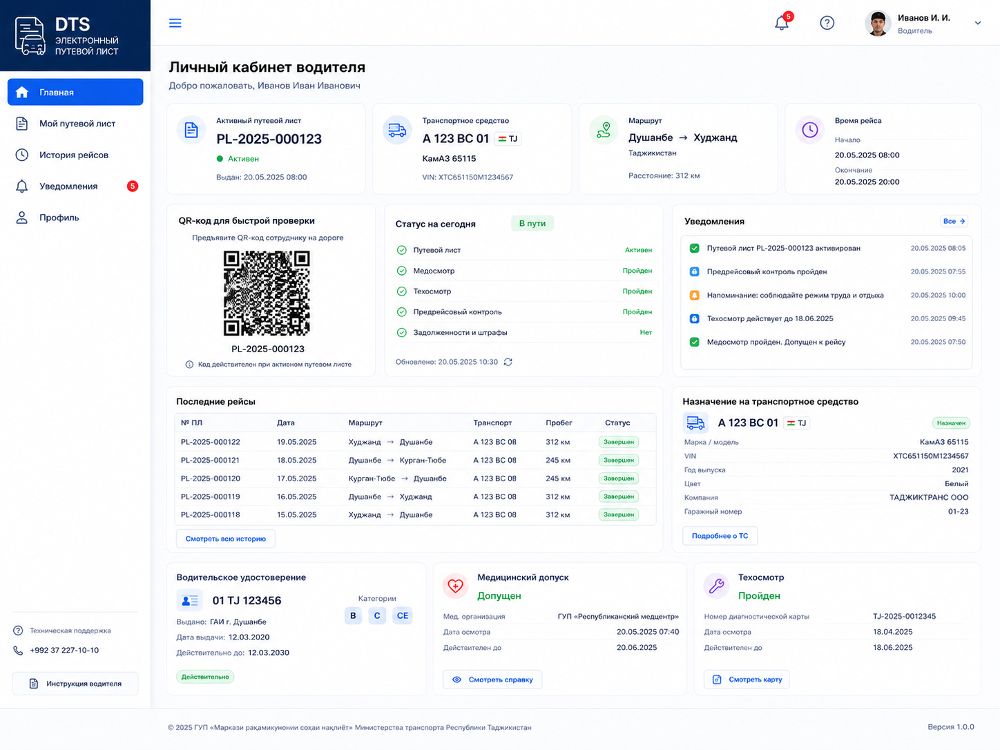 DTS
ЭЛЕКТРОННЫЙ
ПУТЕВОЙ ЛИСТ
5
?
Иванов И. И.
Водитель
Главная
Мой путевой лист
История рейсов
Уведомления 5
Профиль
Техническая поддержка
+992 37 227-10-10
Инструкция водителя
Личный кабинет водителя
Добро пожаловать, Иванов Иван Иванович
Активный путевой лист
PL-2025-000123
Активен
Выдан: 20.05.2025 08:00
Транспортное средство
А 123 ВС 01 TJ
КамАЗ 65115
VIN: XTC651150M1234567
Маршрут
Душанбе → Худжанд
Таджикистан
Расстояние: 312 км
Время рейса
Начало
20.05.2025 08:00
Окончание
20.05.2025 20:00
QR-код для быстрой проверки
Предъявите QR-код сотруднику на дороге
PL-2025-000123
Код действителен при активном путевом листе
Статус на сегодня В пути
Путевой лист Активен
Медосмотр Пройден
Техосмотр Пройден
Предрейсовый контроль Пройден
Задолженности и штрафы Нет
Обновлено: 20.05.2025 10:30
Уведомления Все →
Путевой лист PL-2025-000123 активирован 20.05.2025 08:05
Предрейсовый контроль пройден 20.05.2025 07:55
Напоминание: соблюдайте режим труда и отдыха 20.05.2025 10:00
Техосмотр действует до 18.06.2025 20.05.2025 09:45
Медосмотр пройден. Допущен к рейсу 20.05.2025 07:50
Последние рейсы
№ ПЛ Дата Маршрут Транспорт Пробег Статус
PL-2025-000122 19.05.2025 Худжанд → Душанбе А 123 ВС 312 км Завершен
PL-2025-000121 18.05.2025 Душанбе → Курган-Тюбе А 123 ВС 245 км Завершен
PL-2025-000120 17.05.2025 Курган-Тюбе → Душанбе А 123 ВС 245 км Завершен
PL-2025-000119 16.05.2025 Душанбе → Худжанд А 123 ВС 312 км Завершен
PL-2025-000118 15.05.2025 Худжанд → Душанбе А 123 ВС 312 км Завершен
Смотреть всю историю
Назначение на транспортное средство
А 123 ВС 01 TJ Назначен
Марка / модель КамАЗ 65115
VIN XTC651150M1234567
Год выпуска 2021
Цвет Белый
Компания ТАДЖИКТРАНС ООО
Гаражный номер 01-23
Подробнее о ТС
Водительское удостоверение
01 TJ 123456
Категории
B C CE
Выдано: ГАИ г. Душанбе
Дата выдачи: 12.03.2020
Действительно до: 12.03.2030
Действительно
Медицинский допуск
Допущен
Мед. организация ГУП «Республиканский медцентр»
Дата осмотра 20.05.2025 07:40
Действителен до 20.06.2025
Смотреть справку
Техосмотр
Пройден
Номер диагностической карты TJ-2025-0012345
Дата осмотра 18.04.2025
Действителен до 18.06.2025
Смотреть карту
© 2025 ГУП «Маркази рақамикунонии соҳаи нақлиёт» Министерства транспорта Республики Таджикистан
Версия 1.0.0